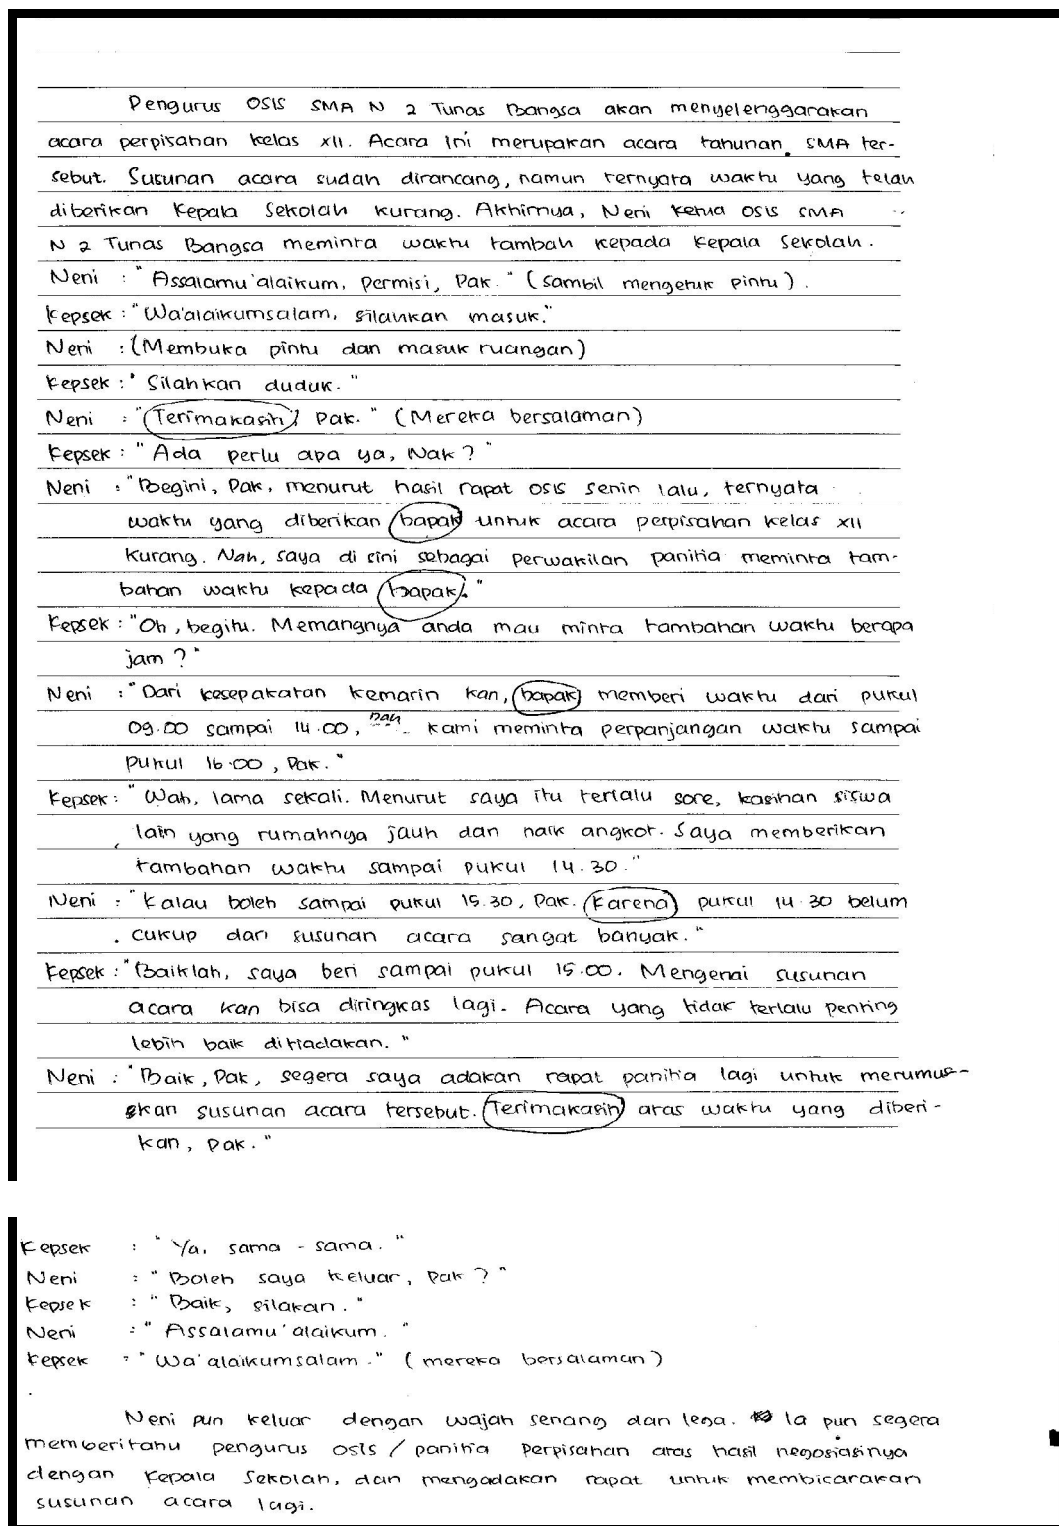 Pengurus OSIS SMA N 2 Tunas Bangsa akan menyelenggarakan
acara perpisahan kelas XII. Acara ini merupakan acara tahunan SMA ter-
sebut. Susunan acara sudah dirancang, namun ternyata waktu yang telah
diberikan Kepala Sekolah kurang. Akhirnya, Neni ketua OSIS SMA
N 2 Tunas Bangsa meminta waktu tambah kepada Kepala Sekolah.
Neni : "Assalamu'alaikum, permisi, Pak." (sambil mengetuk pintu).
Kepsek : "Wa'alaikumsalam, silahkan masuk."
Neni : (Membuka pintu dan masuk ruangan)
Kepsek : "Silahkan duduk."
Neni : "Terimakasih, Pak." (Mereka bersalaman)
Kepsek : "Ada perlu apa ya, Nak?"
Neni : "Begini, Pak, menurut hasil rapat OSIS senin lalu, ternyata
waktu yang diberikan bapak untuk acara perpisahan kelas XII
kurang. Nah, saya di sini sebagai perwakilan panitia meminta tam-
bahan waktu kepada bapak."
Kepsek : "Oh, begitu. Memangnya anda mau minta tambahan waktu berapa
jam?"
Neni : "Dari kesepakatan kemarin kan, bapak memberi waktu dari pukul
09.00 sampai 14.00, nah kami meminta perpanjangan waktu sampai
pukul 16.00, Pak."
Kepsek : "Wah, lama sekali. Menurut saya itu terlalu sore, kasihan siswa
lain yang rumahnya jauh dan naik angkot. Saya memberikan
tambahan waktu sampai pukul 14.30."
Neni : "Kalau boleh sampai pukul 15.30, Pak. Karena pukul 14.30 belum
cukup dari susunan acara sangat banyak."
Kepsek : "Baiklah, saya beri sampai pukul 15.00. Mengenai susunan
acara kan bisa diringkas lagi. Acara yang tidak terlalu penting
lebih baik ditiadakan."
Neni : "Baik, Pak, segera saya adakan rapat panitia lagi untuk merumu-
skan susunan acara tersebut. Terimakasih atas waktu yang diberi-
kan, Pak."
Kepsek : "Ya, sama - sama."
Neni : "Boleh saya keluar, Pak?"
Kepsek : "Baik, silakan."
Neni : "Assalamu'alaikum."
Kepsek : "Wa'alaikumsalam." (mereka bersalaman)
Neni pun keluar dengan wajah senang dan lega. Ia pun segera
memberitahu pengurus OSIS / panitia perpisahan atas hasil negosiasinya
dengan Kepala Sekolah, dan mengadakan rapat untuk membicarakan
susunan acara lagi.